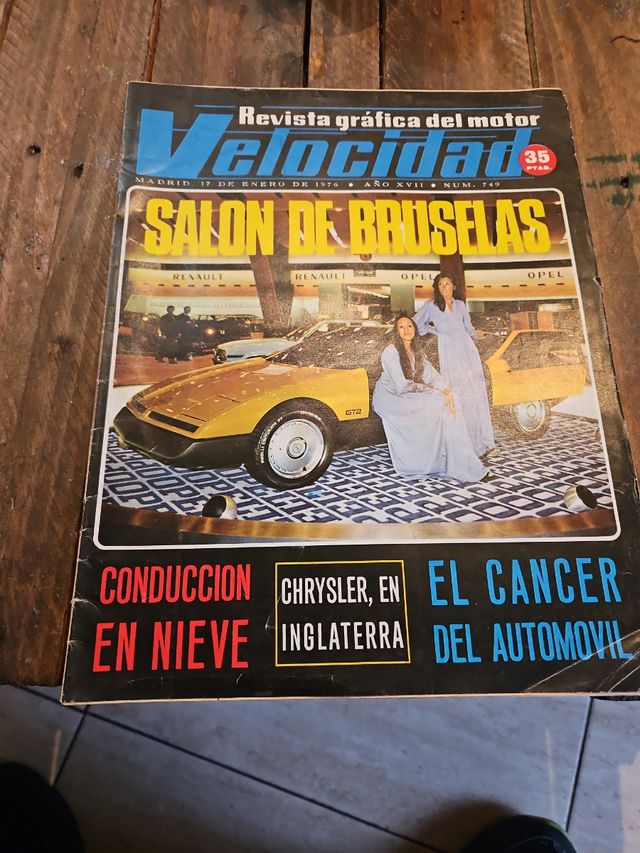 Revista gráfica del motor
Velocidad
35
PTAS.
MADRID, 17 DE ENERO DE 1976 • AÑO XVII • NUM. 749
SALON DE BRUSELAS
RENAULT RENAULT OPEL OPEL
GT2
CONDUCCION
EN NIEVE
CHRYSLER, EN
INGLATERRA
EL CANCER
DEL AUTOMOVIL